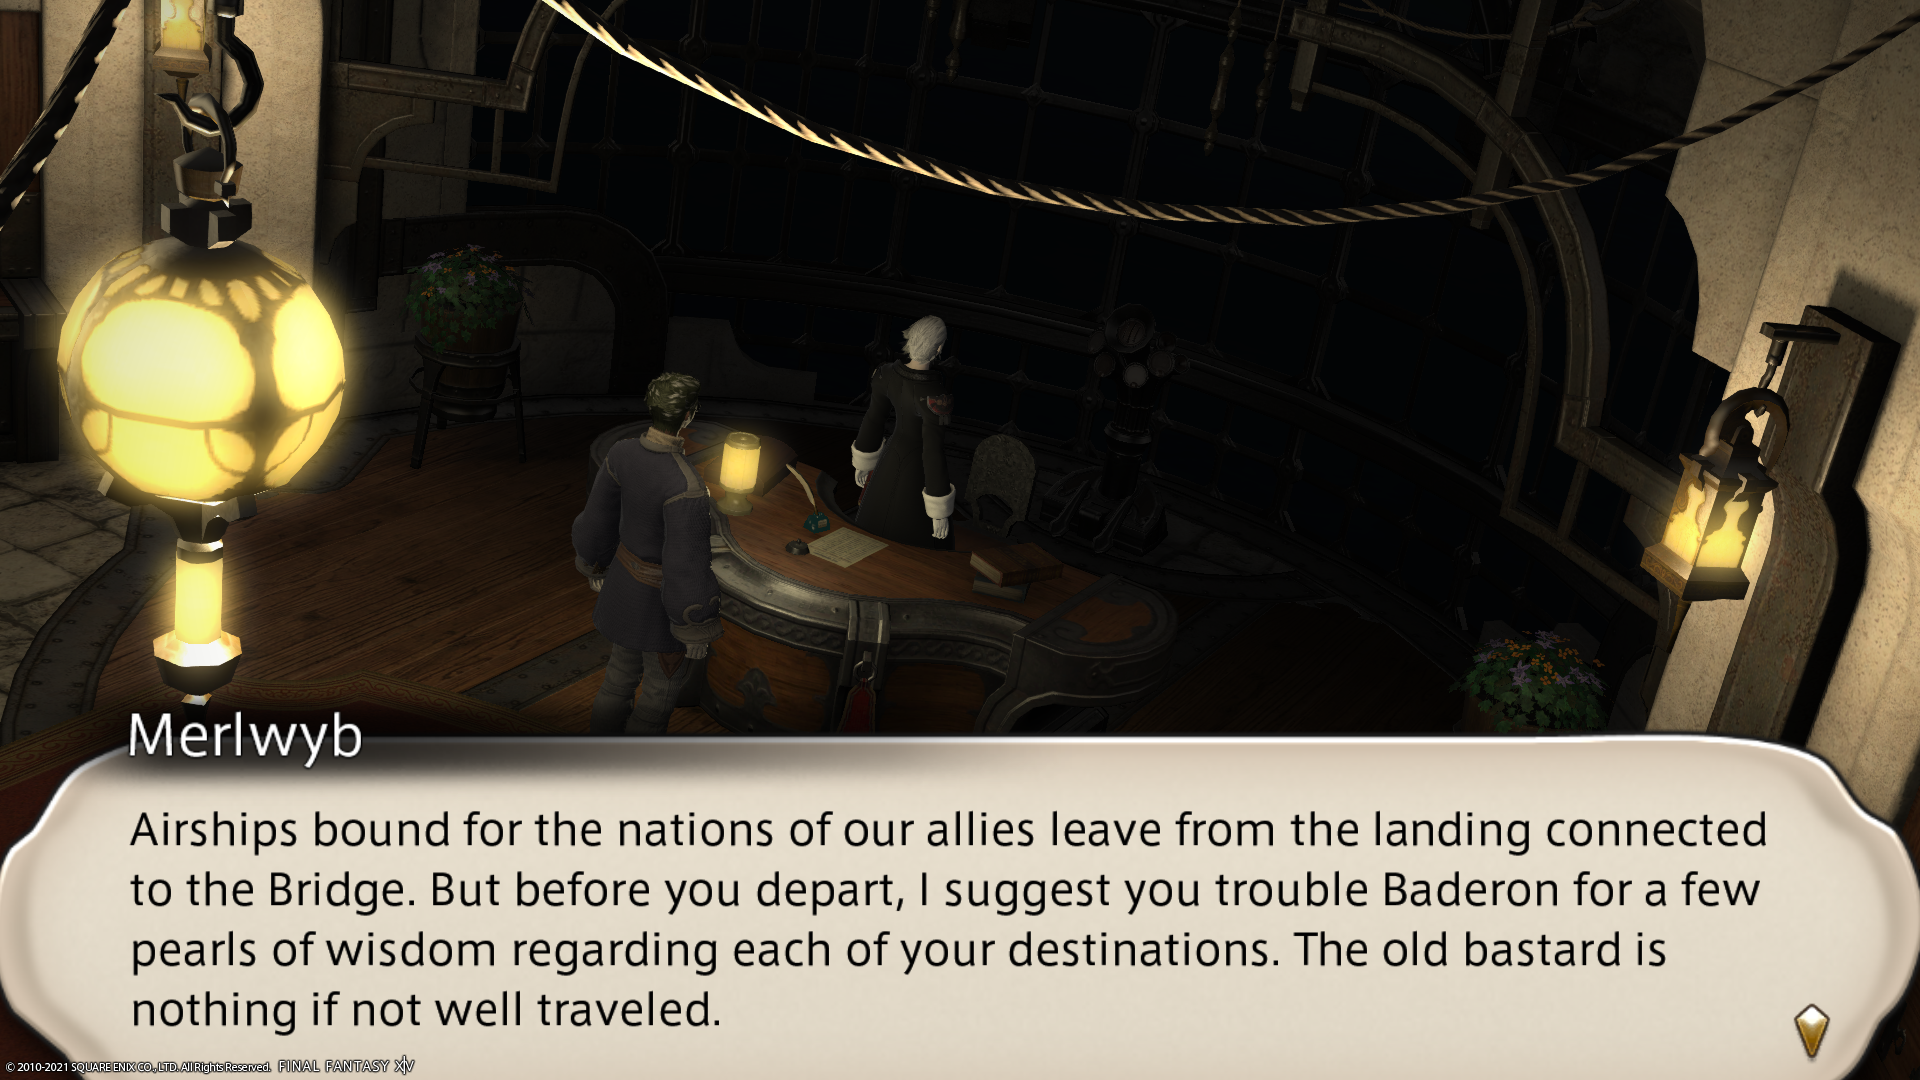 Merlwyb
Airships bound for the nations of our allies leave from the landing connected
to the Bridge. But before you depart, I suggest you trouble Baderon for a few
pearls of wisdom regarding each of your destinations. The old bastard is
nothing if not well traveled.
© 2010-2021 SQUARE ENIX CO., LTD. All Rights Reserved. FINAL FANTASY XIV